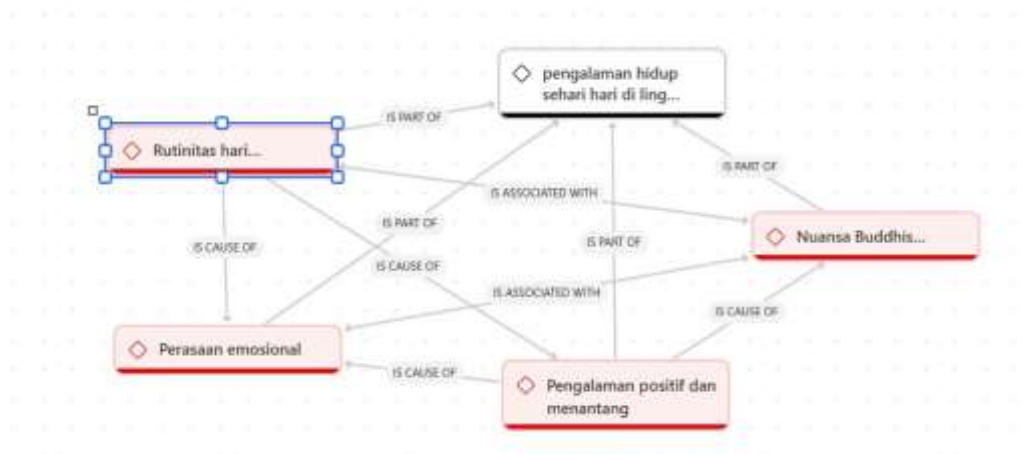 pengalaman hidup
sehari hari di ling...
IS PART OF
Rutinitas hari...
IS PART OF
IS ASSOCIATED WITH
IS PART OF
Nuansa Buddhis...
IS CAUSE OF
IS PART OF
IS CAUSE OF
IS ASSOCIATED WITH
IS CAUSE OF
Perasaan emosional
IS CAUSE OF
Pengalaman positif dan
menantang